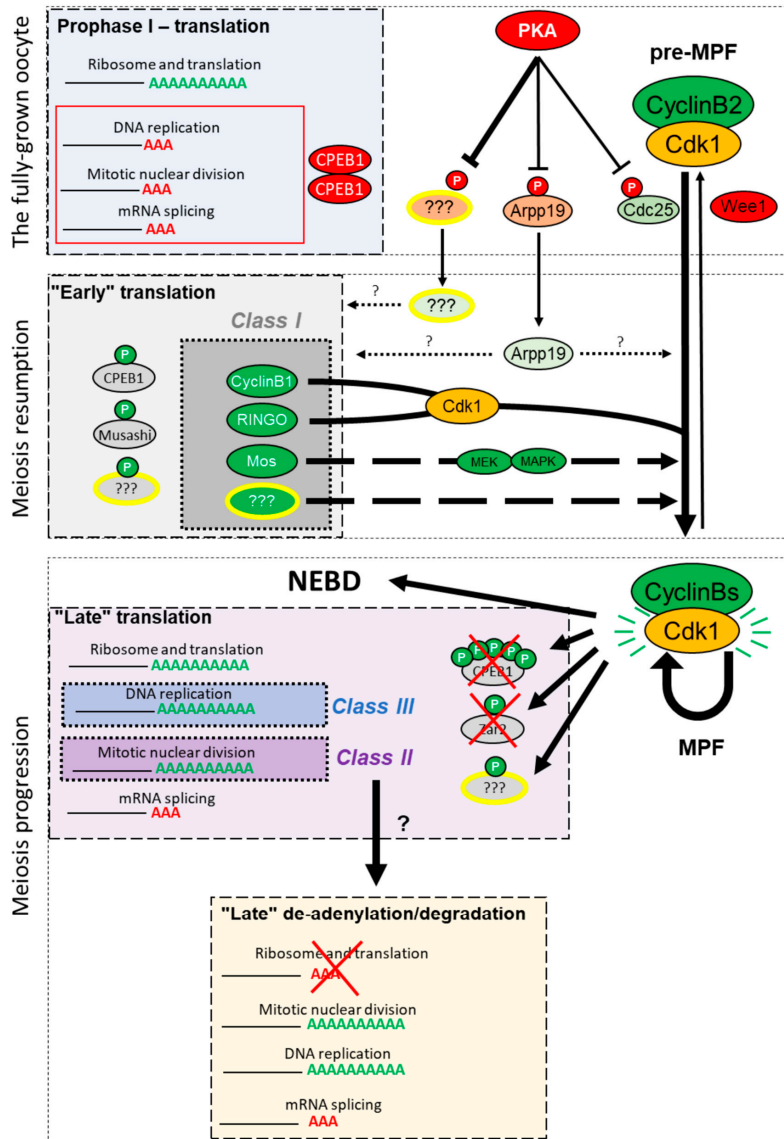 The fully-grown oocyte
Prophase I – translation
Ribosome and translation
AAAAAAAAAA
DNA replication
AAA
Mitotic nuclear division
AAA
mRNA splicing
AAA
CPEB1
CPEB1
PKA
P
???
P
Arpp19
P
Cdc25
pre-MPF
CyclinB2
Cdk1
Wee1
Meiosis resumption
"Early" translation
Class I
P
CPEB1
P
Musashi
P
???
CyclinB1
RINGO
Mos
???
?
???
?
Arpp19
?
Cdk1
MEK
MAPK
Meiosis progression
NEBD
CyclinBs
Cdk1
MPF
"Late" translation
Ribosome and translation
AAAAAAAAAA
DNA replication
AAAAAAAAAA
Class III
Mitotic nuclear division
AAAAAAAAAA
Class II
mRNA splicing
AAA
P P P P P
CPEB1
P
Zar2
P
???
?
"Late" de-adenylation/degradation
Ribosome and translation
AAA
Mitotic nuclear division
AAAAAAAAAA
DNA replication
AAAAAAAAAA
mRNA splicing
AAA